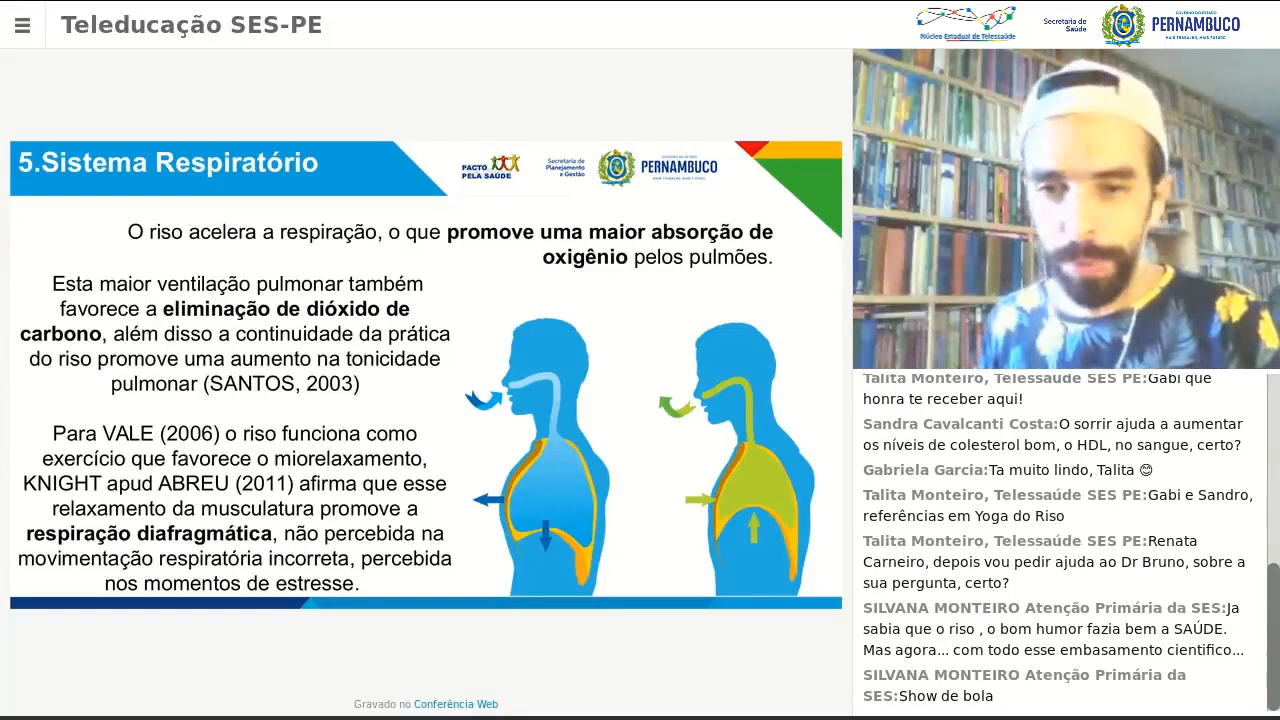 ☰ Teleducação SES-PE
Núcleo Estadual de Telessaúde
Secretaria de
Saúde
GOVERNO DO ESTADO
PERNAMBUCO
MAIS TRABALHO, MAIS FUTURO
5.Sistema Respiratório
PACTO
PELA SAÚDE
Secretaria de
Planejamento
e Gestão
PERNAMBUCO
O riso acelera a respiração, o que promove uma maior absorção de
oxigênio pelos pulmões.
Esta maior ventilação pulmonar também
favorece a eliminação de dióxido de
carbono, além disso a continuidade da prática
do riso promove uma aumento na tonicidade
pulmonar (SANTOS, 2003)
Para VALE (2006) o riso funciona como
exercício que favorece o miorelaxamento,
KNIGHT apud ABREU (2011) afirma que esse
relaxamento da musculatura promove a
respiração diafragmática, não percebida na
movimentação respiratória incorreta, percebida
nos momentos de estresse.
Gravado no Conferência Web
Talita Monteiro, Telessaúde SES PE:Gabi que
honra te receber aqui!
Sandra Cavalcanti Costa:O sorrir ajuda a aumentar
os níveis de colesterol bom, o HDL, no sangue, certo?
Gabriela Garcia:Ta muito lindo, Talita 😊
Talita Monteiro, Telessaúde SES PE:Gabi e Sandro,
referências em Yoga do Riso
Talita Monteiro, Telessaúde SES PE:Renata
Carneiro, depois vou pedir ajuda ao Dr Bruno, sobre a
sua pergunta, certo?
SILVANA MONTEIRO Atenção Primária da SES:Ja
sabia que o riso , o bom humor fazia bem a SAÚDE.
Mas agora... com todo esse embasamento cientifico...
SILVANA MONTEIRO Atenção Primária da
SES:Show de bola